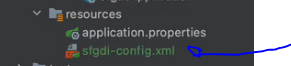 resources
application.properties
sfgdi-config.xml